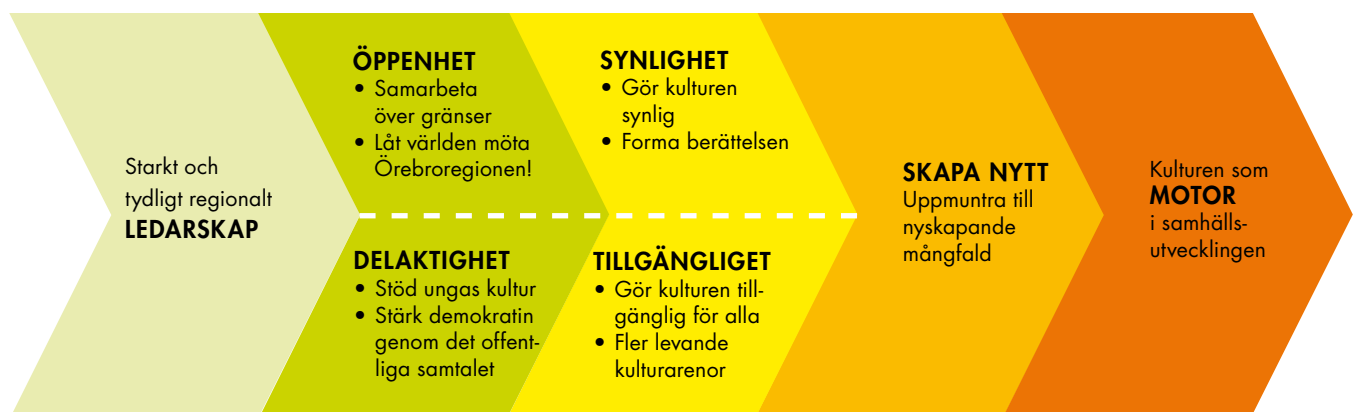 Starkt och
tydligt regionalt
LEDARSKAP
ÖPPENHET
• Samarbeta
över gränser
• Låt världen möta
Örebroregionen!
DELAKTIGHET
• Stöd ungas kultur
• Stärk demokratin
genom det offent-
liga samtalet
SYNLIGHET
• Gör kulturen
synlig
• Forma berättelsen
TILLGÄNGLIGET
• Gör kulturen till-
gänglig för alla
• Fler levande
kulturarenor
SKAPA NYTT
Uppmuntra till
nyskapande
mångfald
Kulturen som
MOTOR
i samhälls-
utvecklingen